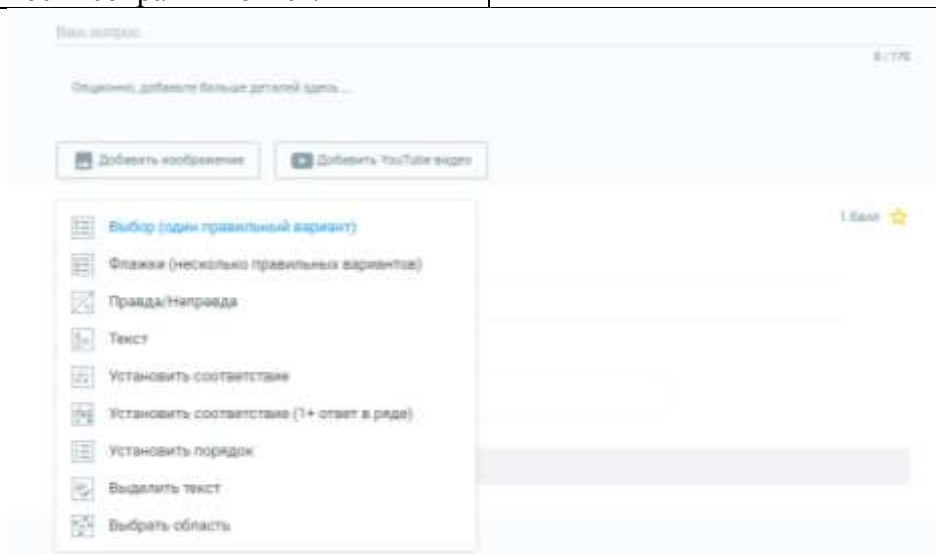 Ваш вопрос
0 / 170
Опционно, добавьте больше деталей здесь ...
Добавить изображение
Добавить YouTube видео
1 балл
Выбор (один правильный вариант)
Флажки (несколько правильных вариантов)
Правда/Неправда
Текст
Установить соответствие
Установить соответствие (1+ ответ в ряде)
Установить порядок
Выделить текст
Выбрать область